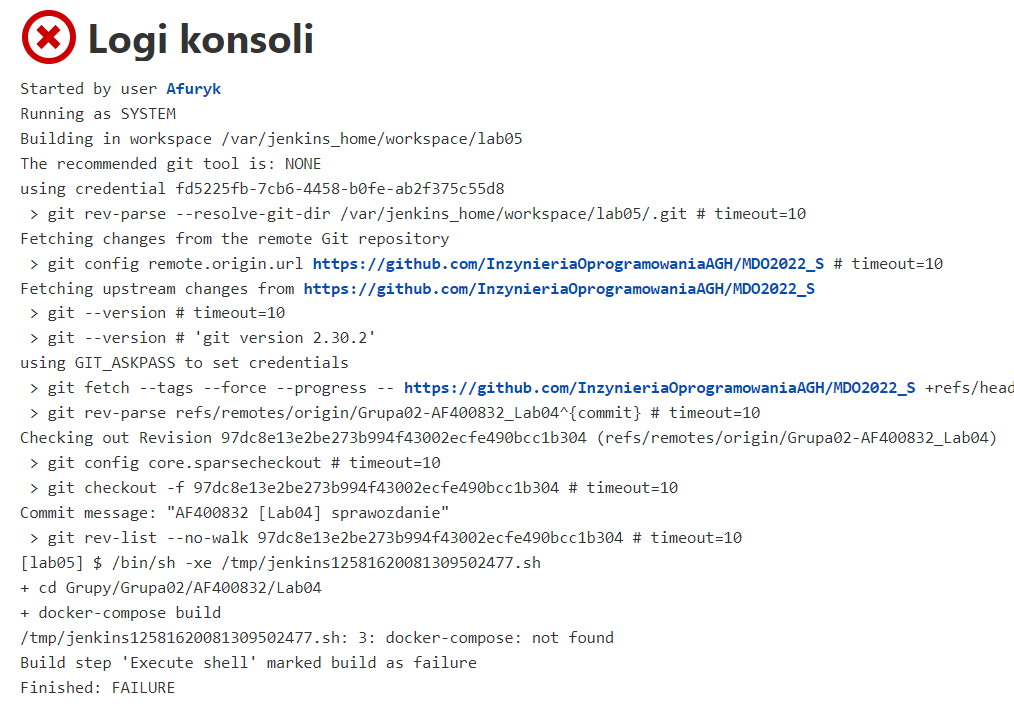 Logi konsoli
Started by user Afuryk
Running as SYSTEM
Building in workspace /var/jenkins_home/workspace/lab05
The recommended git tool is: NONE
using credential fd5225fb-7cb6-4458-b0fe-ab2f375c55d8
 > git rev-parse --resolve-git-dir /var/jenkins_home/workspace/lab05/.git # timeout=10
Fetching changes from the remote Git repository
 > git config remote.origin.url https://github.com/InzynieriaOprogramowaniaAGH/MDO2022_S # timeout=10
Fetching upstream changes from https://github.com/InzynieriaOprogramowaniaAGH/MDO2022_S
 > git --version # timeout=10
 > git --version # 'git version 2.30.2'
using GIT_ASKPASS to set credentials
 > git fetch --tags --force --progress -- https://github.com/InzynieriaOprogramowaniaAGH/MDO2022_S +refs/head
 > git rev-parse refs/remotes/origin/Grupa02-AF400832_Lab04^{commit} # timeout=10
Checking out Revision 97dc8e13e2be273b994f43002ecfe490bcc1b304 (refs/remotes/origin/Grupa02-AF400832_Lab04)
 > git config core.sparsecheckout # timeout=10
 > git checkout -f 97dc8e13e2be273b994f43002ecfe490bcc1b304 # timeout=10
Commit message: "AF400832 [Lab04] sprawozdanie"
 > git rev-list --no-walk 97dc8e13e2be273b994f43002ecfe490bcc1b304 # timeout=10
[lab05] $ /bin/sh -xe /tmp/jenkins12581620081309502477.sh
+ cd Grupy/Grupa02/AF400832/Lab04
+ docker-compose build
/tmp/jenkins12581620081309502477.sh: 3: docker-compose: not found
Build step 'Execute shell' marked build as failure
Finished: FAILURE